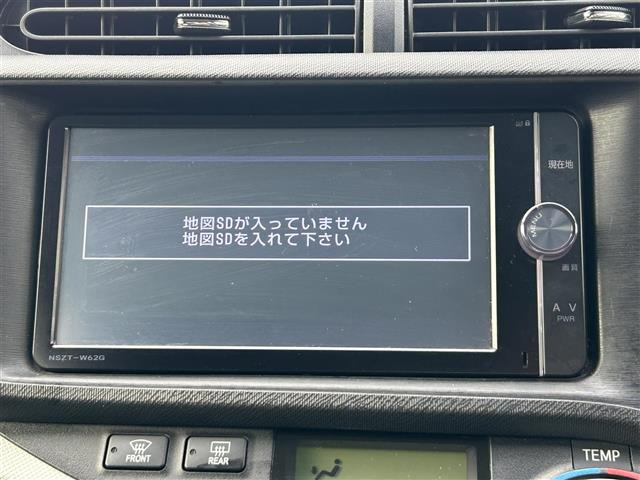 現在地
地図SDが入っていません
地図SDを入れて下さい
MENU
画質
A V
PWR
NSZT-W62G
FRONT
REAR
TEMP